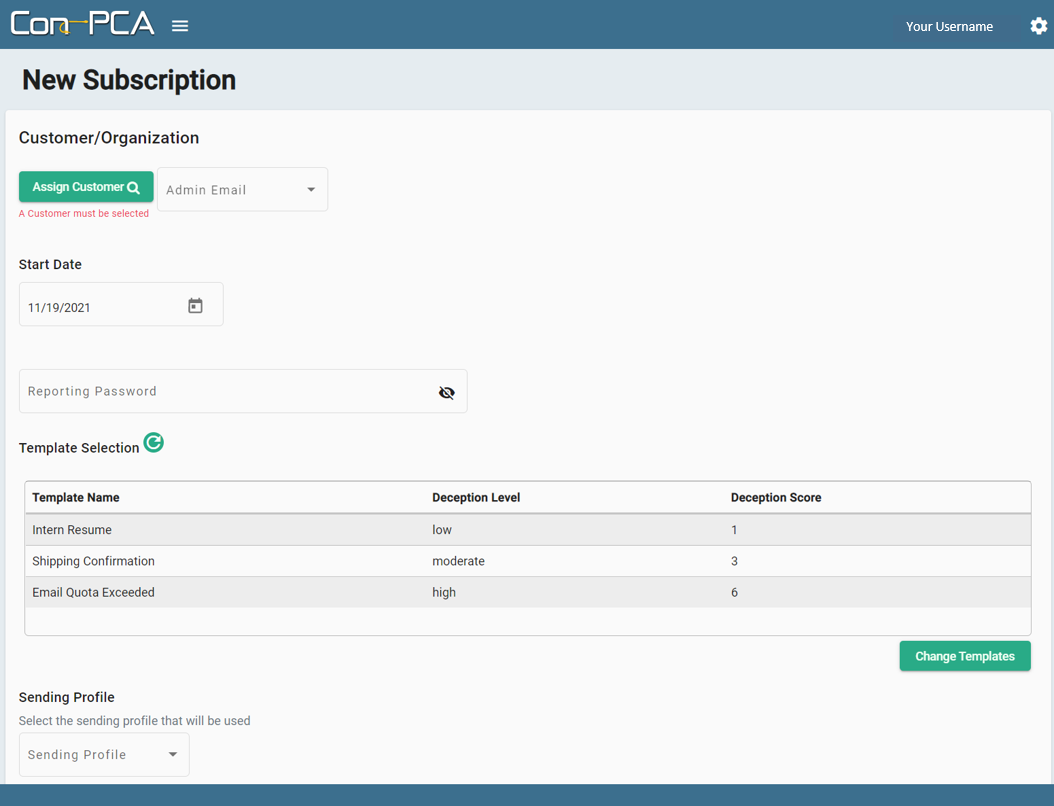 Con-PCA
Your Username
New Subscription
Customer/Organization
Assign Customer
Admin Email
A Customer must be selected
Start Date
11/19/2021
Reporting Password
Template Selection
Template Name Deception Level Deception Score
Intern Resume low 1
Shipping Confirmation moderate 3
Email Quota Exceeded high 6
Change Templates
Sending Profile
Select the sending profile that will be used
Sending Profile